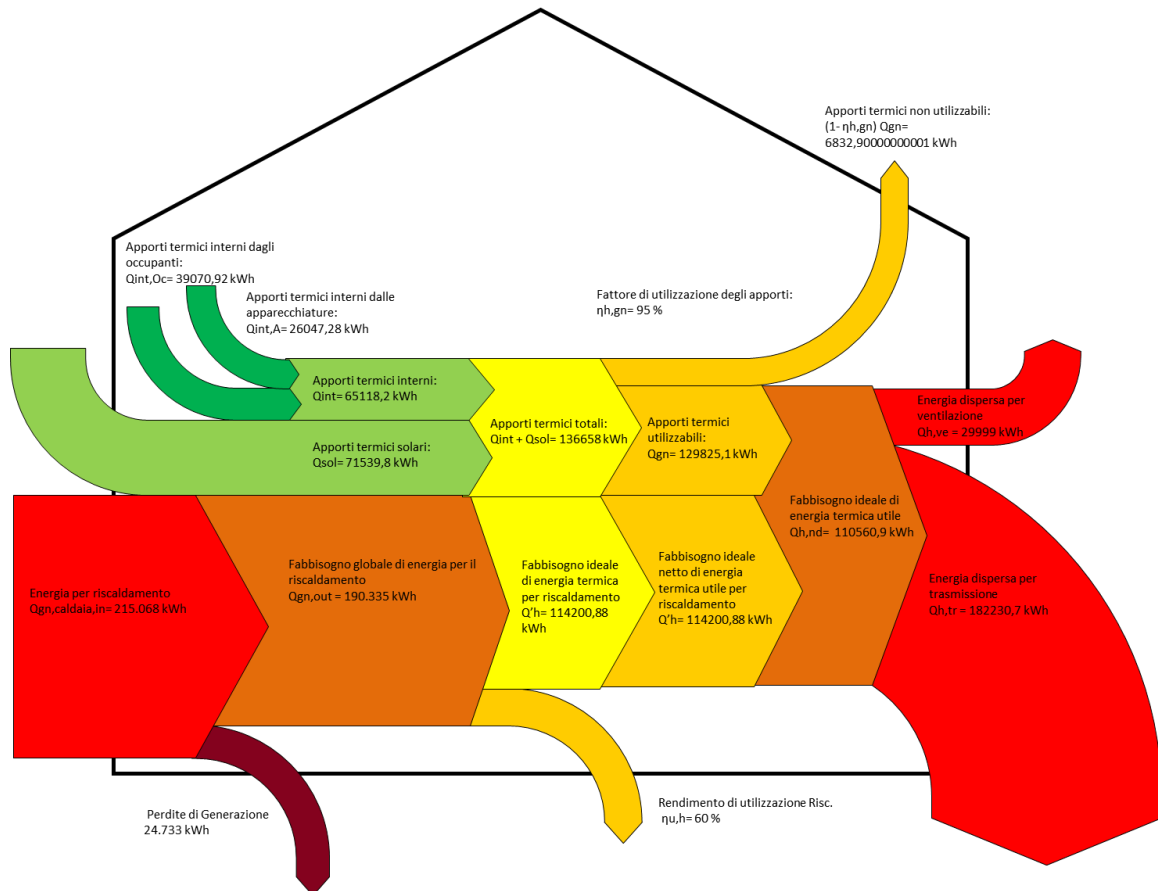 Apporti termici non utilizzabili:
(1- ηh,gn) Qgn=
6832,90000000001 kWh
Apporti termici interni dagli
occupanti:
Qint,Oc= 39070,92 kWh
Apporti termici interni dalle
apparecchiature:
Qint,A= 26047,28 kWh
Fattore di utilizzazione degli apporti:
ηh,gn= 95 %
Apporti termici interni:
Qint= 65118,2 kWh
Apporti termici solari:
Qsol= 71539,8 kWh
Apporti termici totali:
Qint + Qsol= 136658 kWh
Apporti termici
utilizzabili:
Qgn= 129825,1 kWh
Energia dispersa per
ventilazione
Qh,ve = 29999 kWh
Energia per riscaldamento
Qgn,caldaia,in= 215.068 kWh
Fabbisogno globale di energia per il
riscaldamento
Qgn,out = 190.335 kWh
Fabbisogno ideale
di energia termica
per riscaldamento
Q'h= 114200,88
kWh
Fabbisogno ideale
netto di energia
termica utile per
riscaldamento
Q'h= 114200,88 kWh
Fabbisogno ideale di
energia termica utile
Qh,nd= 110560,9 kWh
Energia dispersa per
trasmissione
Qh,tr = 182230,7 kWh
Perdite di Generazione
24.733 kWh
Rendimento di utilizzazione Risc.
ηu,h= 60 %